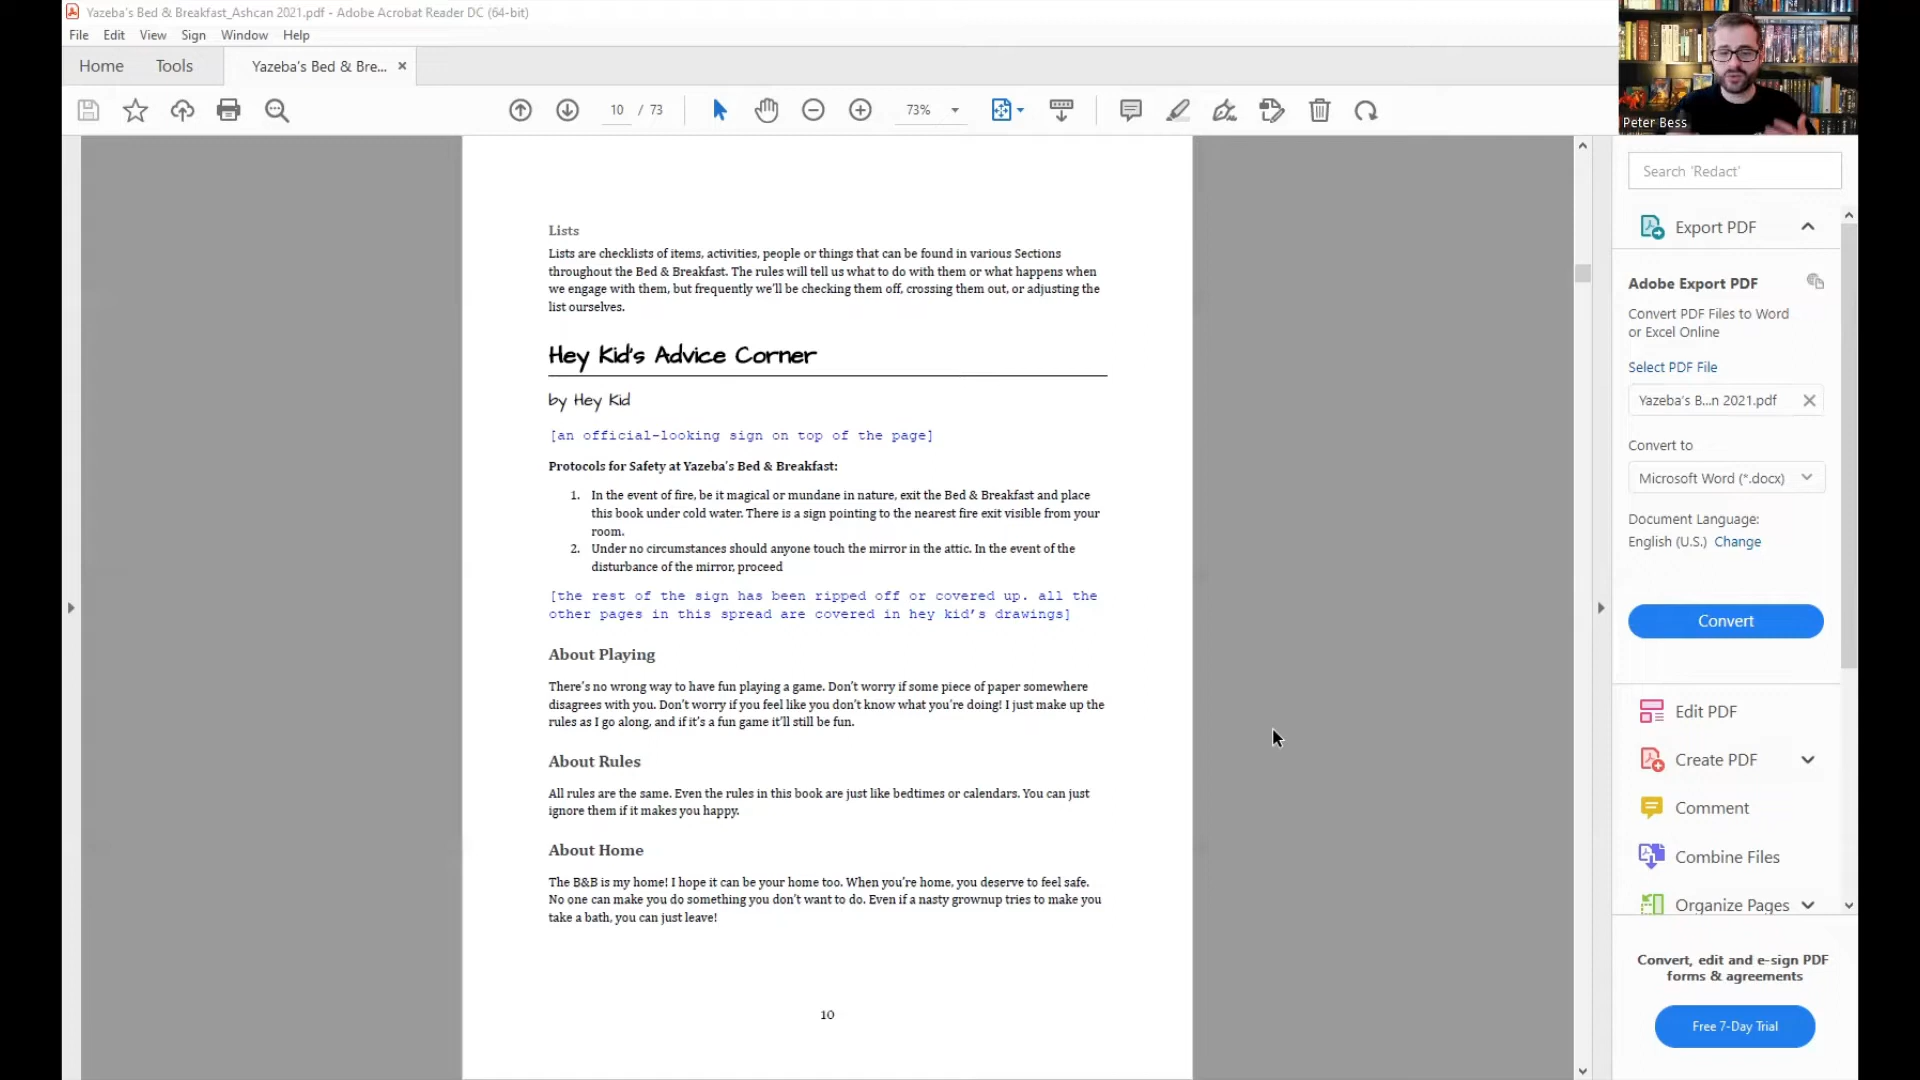 Yazeba's Bed & Breakfast_Ashcan 2021.pdf - Adobe Acrobat Reader DC (64-bit)
File Edit View Sign Window Help
Home Tools Yazeba's Bed & Bre...
10 / 73 73%
Peter Bess
Lists
Lists are checklists of items, activities, people or things that can be found in various Sections
throughout the Bed & Breakfast. The rules will tell us what to do with them or what happens when
we engage with them, but frequently we'll be checking them off, crossing them out, or adjusting the
list ourselves.
Hey Kid's Advice Corner
by Hey Kid
[an official-looking sign on top of the page]
Protocols for Safety at Yazeba's Bed & Breakfast:
1. In the event of fire, be it magical or mundane in nature, exit the Bed & Breakfast and place
this book under cold water. There is a sign pointing to the nearest fire exit visible from your
room.
2. Under no circumstances should anyone touch the mirror in the attic. In the event of the
disturbance of the mirror, proceed
[the rest of the sign has been ripped off or covered up. all the
other pages in this spread are covered in hey kid's drawings]
About Playing
There's no wrong way to have fun playing a game. Don't worry if some piece of paper somewhere
disagrees with you. Don't worry if you feel like you don't know what you're doing! I just make up the
rules as I go along, and if it's a fun game it'll still be fun.
About Rules
All rules are the same. Even the rules in this book are just like bedtimes or calendars. You can just
ignore them if it makes you happy.
About Home
The B&B is my home! I hope it can be your home too. When you're home, you deserve to feel safe.
No one can make you do something you don't want to do. Even if a nasty grownup tries to make you
take a bath, you can just leave!
10
Search 'Redact'
Export PDF
Adobe Export PDF
Convert PDF Files to Word
or Excel Online
Select PDF File
Yazeba's B...n 2021.pdf
Convert to
Microsoft Word (*.docx)
Document Language:
English (U.S.) Change
Convert
Edit PDF
Create PDF
Comment
Combine Files
Organize Pages
Convert, edit and e-sign PDF
forms & agreements
Free 7-Day Trial